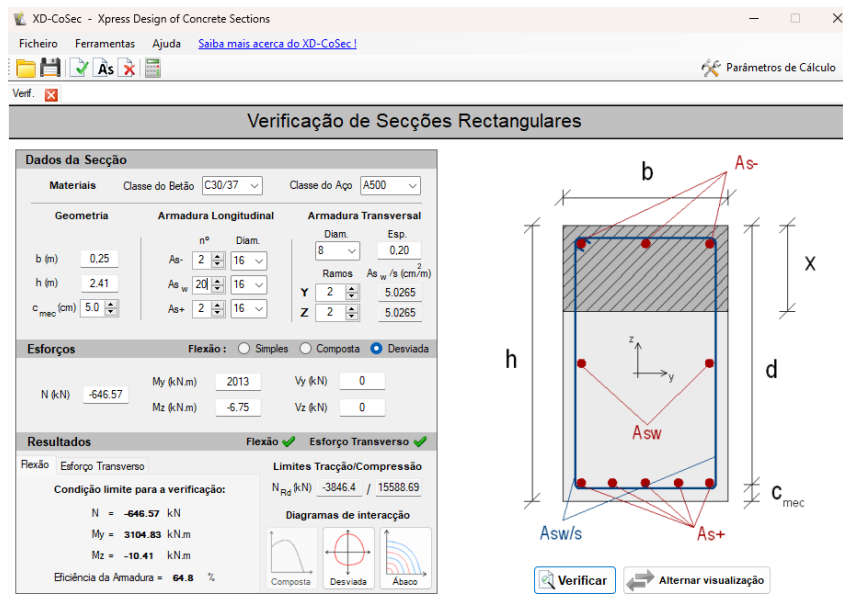 XD-CoSec - Xpress Design of Concrete Sections
Ficheiro Ferramentas Ajuda Saiba mais acerca do XD-CoSec !
As Parâmetros de Cálculo
Verif.
Verificação de Secções Rectangulares
Dados da Secção
Materiais Classe do Betão C30/37 Classe do Aço A500
Geometria Armadura Longitudinal Armadura Transversal
nº Diam. Diam. Esp.
8 0,20
b (m) 0,25 As- 2 16
Ramos As w /s (cm²/m)
h (m) 2.41 As w 20 16
Y 2 5.0265
c mec (cm) 5.0 As+ 2 16
Z 2 5.0265
Esforços Flexão : Simples Composta Desviada
N (kN) -646.57
My (kN.m) 2013 Vy (kN) 0
Mz (kN.m) -6.75 Vz (kN) 0
Resultados Flexão Esforço Transverso
Flexão Esforço Transverso
Condição limite para a verificação:
N = -646.57 kN
My = 3104.83 kN.m
Mz = -10.41 kN.m
Eficiência da Armadura = 64.8 %
Limites Tracção/Compressão
N Rd (kN) -3846.4 / 15588.69
Diagramas de interacção
Composta Desviada Ábaco
b As-
X
h z y d
Asw
c mec
Asw/s As+
Verificar Alternar visualização